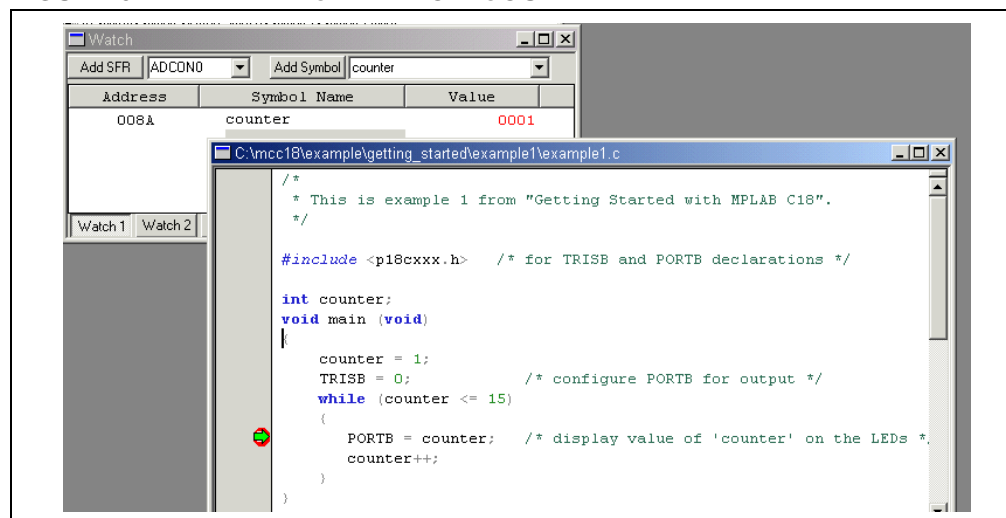 Watch
Add SFR ADCON0 Add Symbol counter
Address Symbol Name Value
008A counter 0001
Watch 1 Watch 2
C:\mcc18\example\getting_started\example1\example1.c
/*
* This is example 1 from "Getting Started with MPLAB C18".
*/
#include <p18cxxx.h> /* for TRISB and PORTB declarations */
int counter;
void main (void)
{
counter = 1;
TRISB = 0; /* configure PORTB for output */
while (counter <= 15)
{
PORTB = counter; /* display value of 'counter' on the LEDs *
counter++;
}
}